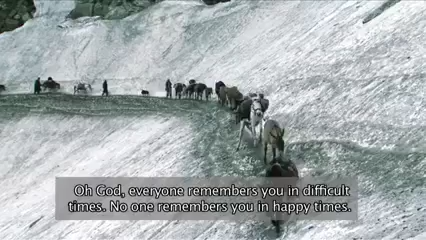 Oh God, everyone remembers you in difficult
times. No one remembers you in happy times.